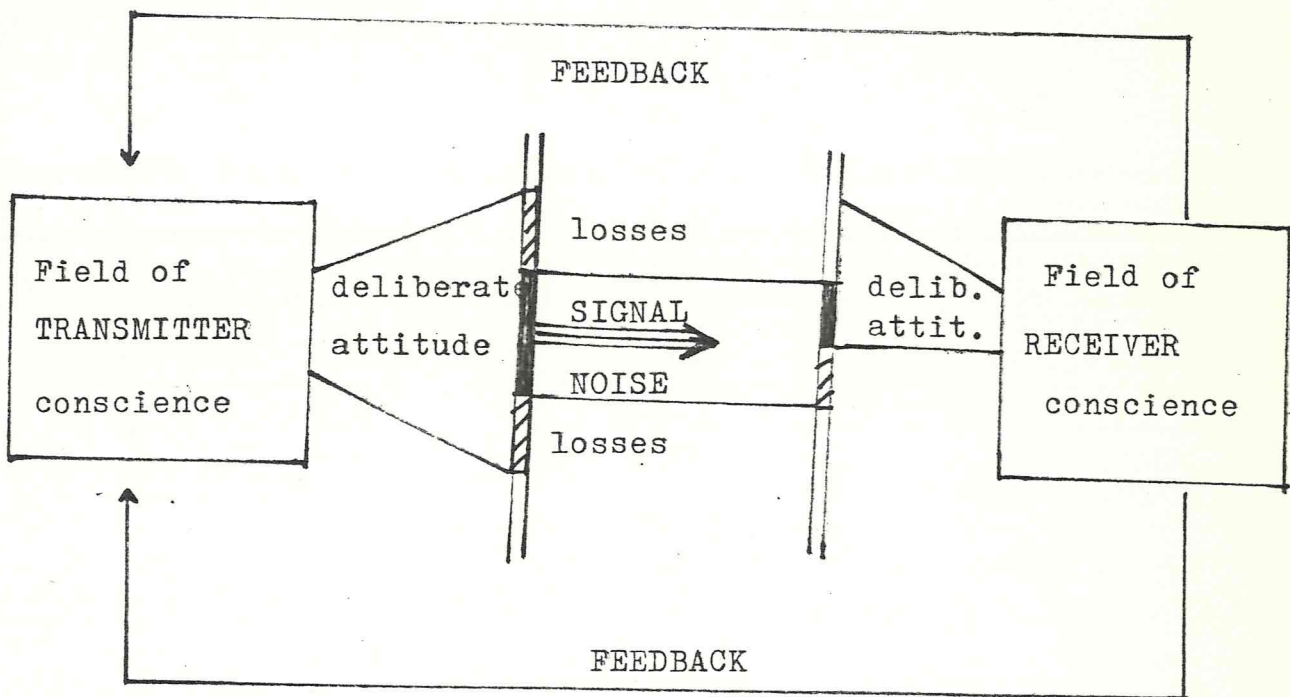 FEEDBACK
Field of
TRANSMITTER
conscience
deliberate
attitude
losses
SIGNAL
NOISE
losses
delib.
attit.
Field of
RECEIVER
conscience
FEEDBACK